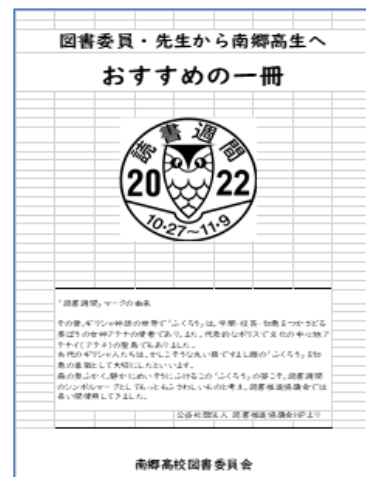 図書委員・先生から南郷高生へ
おすすめの一冊
読書週間
20 22
10・27~11・9
「読書週間」マークの由来
その昔、ギリシャ神話の世界で「ふくろう」は、学問・技芸・知恵をつかさどる
の女神アテナの使者であり、また、代表的なポリスで文化の中心地ア
テナイ(アテネ)の聖鳥でもありました。
古代のギリシャ人たちは、かしこそうな丸い目ですまし顔の「ふくろう」を知
恵の象徴として大切にしたといいます。
森の葉ふかく、静かにめいそうにふけるこの「ふくろう」の姿こそ、読書週間
のシンボルマークとしてもっともふさわしいものと考え、読書推進協議会では
長い間使用してきました。
公益社団法人 読書推進協議会HPより
南郷高校図書委員会